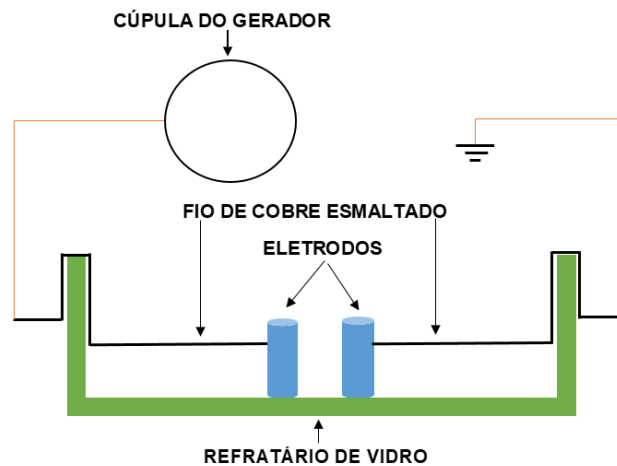 CÚPULA DO GERADOR
FIO DE COBRE ESMALTADO
ELETRODOS
REFRATÁRIO DE VIDRO